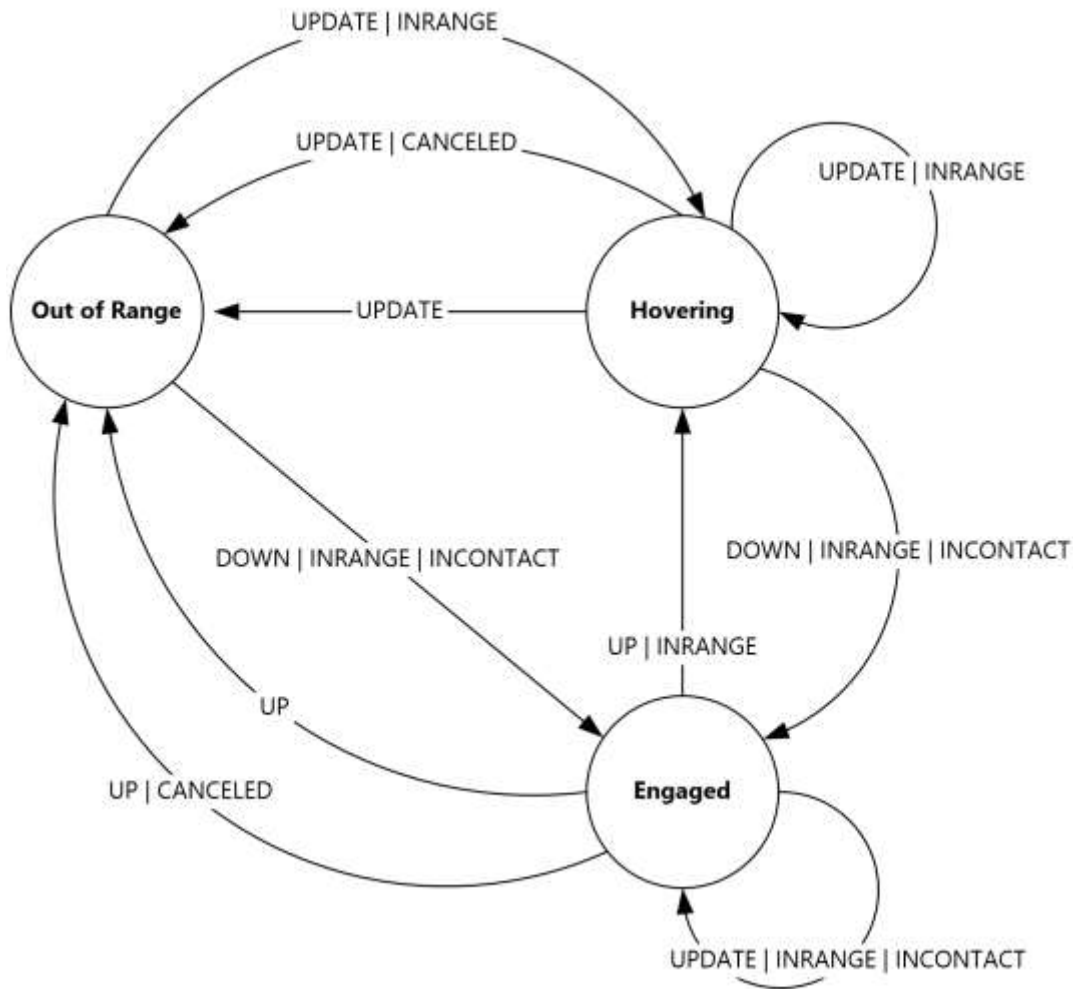 UPDATE | INRANGE
UPDATE | CANCELED
UPDATE | INRANGE
Out of Range
UPDATE
Hovering
DOWN | INRANGE | INCONTACT
DOWN | INRANGE | INCONTACT
UP | INRANGE
UP
UP | CANCELED
Engaged
UPDATE | INRANGE | INCONTACT